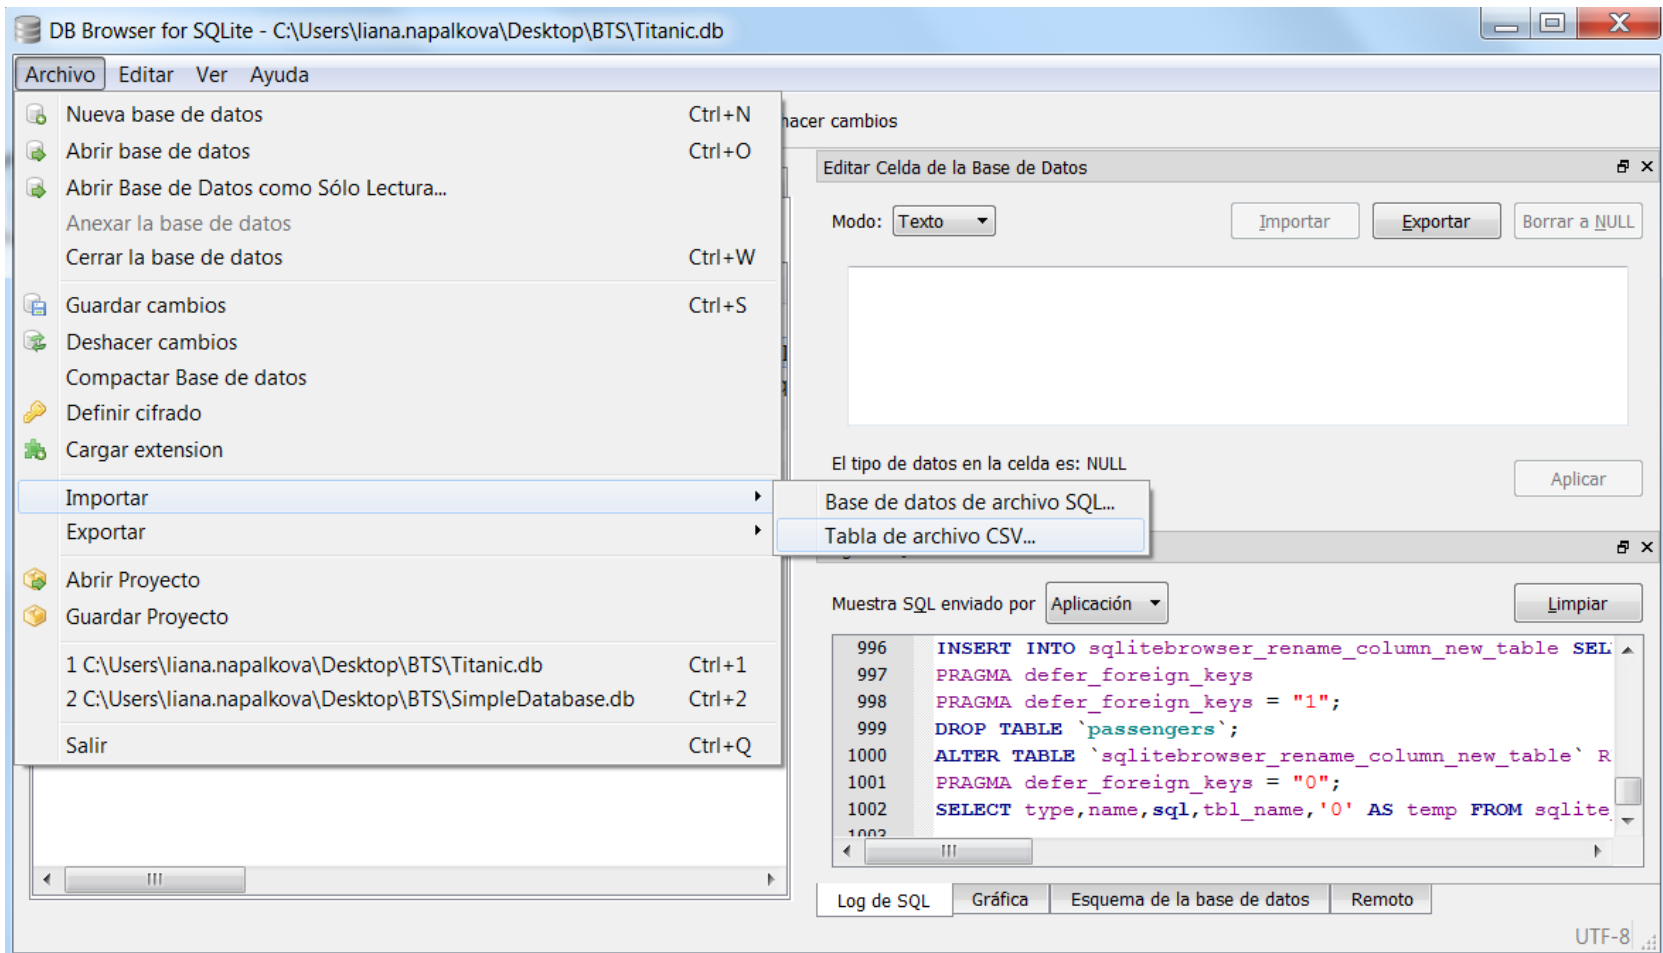 DB Browser for SQLite - C:\Users\liana.napalkova\Desktop\BTS\Titanic.db
Archivo Editar Ver Ayuda
Nueva base de datos Ctrl+N
Abrir base de datos Ctrl+O
Abrir Base de Datos como Sólo Lectura...
Anexar la base de datos
Cerrar la base de datos Ctrl+W
Guardar cambios Ctrl+S
Deshacer cambios
Compactar Base de datos
Definir cifrado
Cargar extension
Importar
Exportar
Abrir Proyecto
Guardar Proyecto
1 C:\Users\liana.napalkova\Desktop\BTS\Titanic.db Ctrl+1
2 C:\Users\liana.napalkova\Desktop\BTS\SimpleDatabase.db Ctrl+2
Salir Ctrl+Q
Base de datos de archivo SQL...
Tabla de archivo CSV...
hacer cambios
Editar Celda de la Base de Datos
Modo: Texto Importar Exportar Borrar a NULL
El tipo de datos en la celda es: NULL
Aplicar
Muestra SQL enviado por Aplicación Limpiar
996 INSERT INTO sqlitebrowser_rename_column_new_table SEL
997 PRAGMA defer_foreign_keys
998 PRAGMA defer_foreign_keys = "1";
999 DROP TABLE `passengers`;
1000 ALTER TABLE `sqlitebrowser_rename_column_new_table` R
1001 PRAGMA defer_foreign_keys = "0";
1002 SELECT type,name,sql,tbl_name,'0' AS temp FROM sqlite_
1003
Log de SQL Gráfica Esquema de la base de datos Remoto
UTF-8